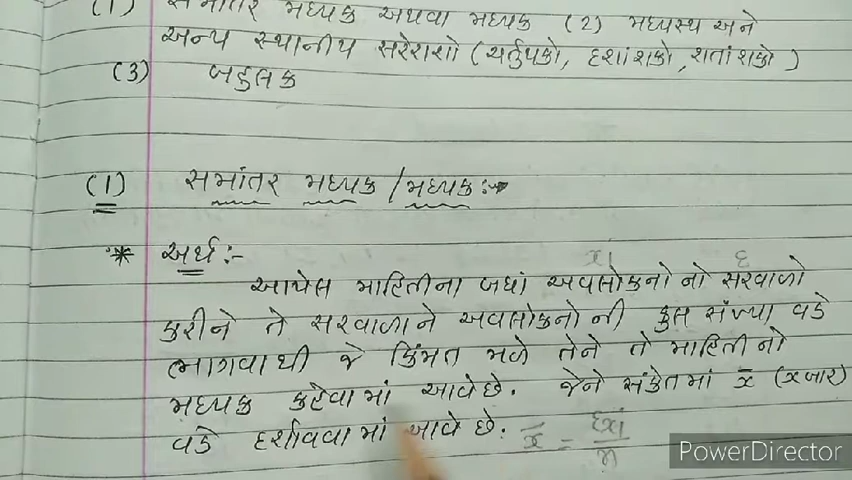 (1) સમાંતર મધ્યક અથવા મધ્યક (2) મધ્યસ્થ અને
અન્ય સ્થાનીય સરેરાશો (ચર્તુથકો, દશાંશકો, શતાંશકો)
(3) બહુલક
(1) સમાંતર મધ્યક / મધ્યક :→
* અર્થ :-
xi Σ
આપેલ માહિતીના બધાં અવલોકનો નો સરવાળો
કરીને તે સરવાળાને અવલોકનોની કુલ સંખ્યા વડે
ભાગવાથી જે કિંમત મળે તેને તે માહિતીનો
મધ્યક કહેવામાં આવે છે. જેને સંકેતમાં x̄ (x બાર)
વડે દર્શાવવામાં આવે છે. x̄ = Σxi / n
PowerDirector